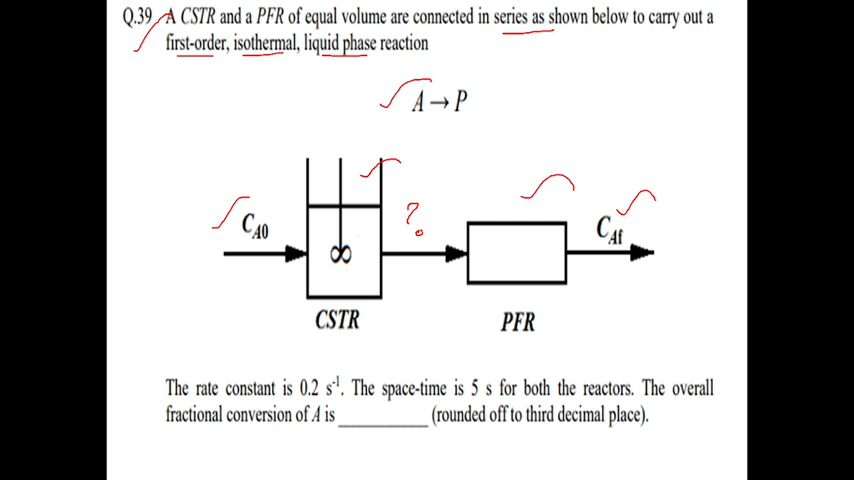 Q.39 A CSTR and a PFR of equal volume are connected in series as shown below to carry out a
first-order, isothermal, liquid phase reaction
A → P
?
C_A0
C_Af
∞
CSTR
PFR
The rate constant is 0.2 s⁻¹. The space-time is 5 s for both the reactors. The overall
fractional conversion of A is __________ (rounded off to third decimal place).